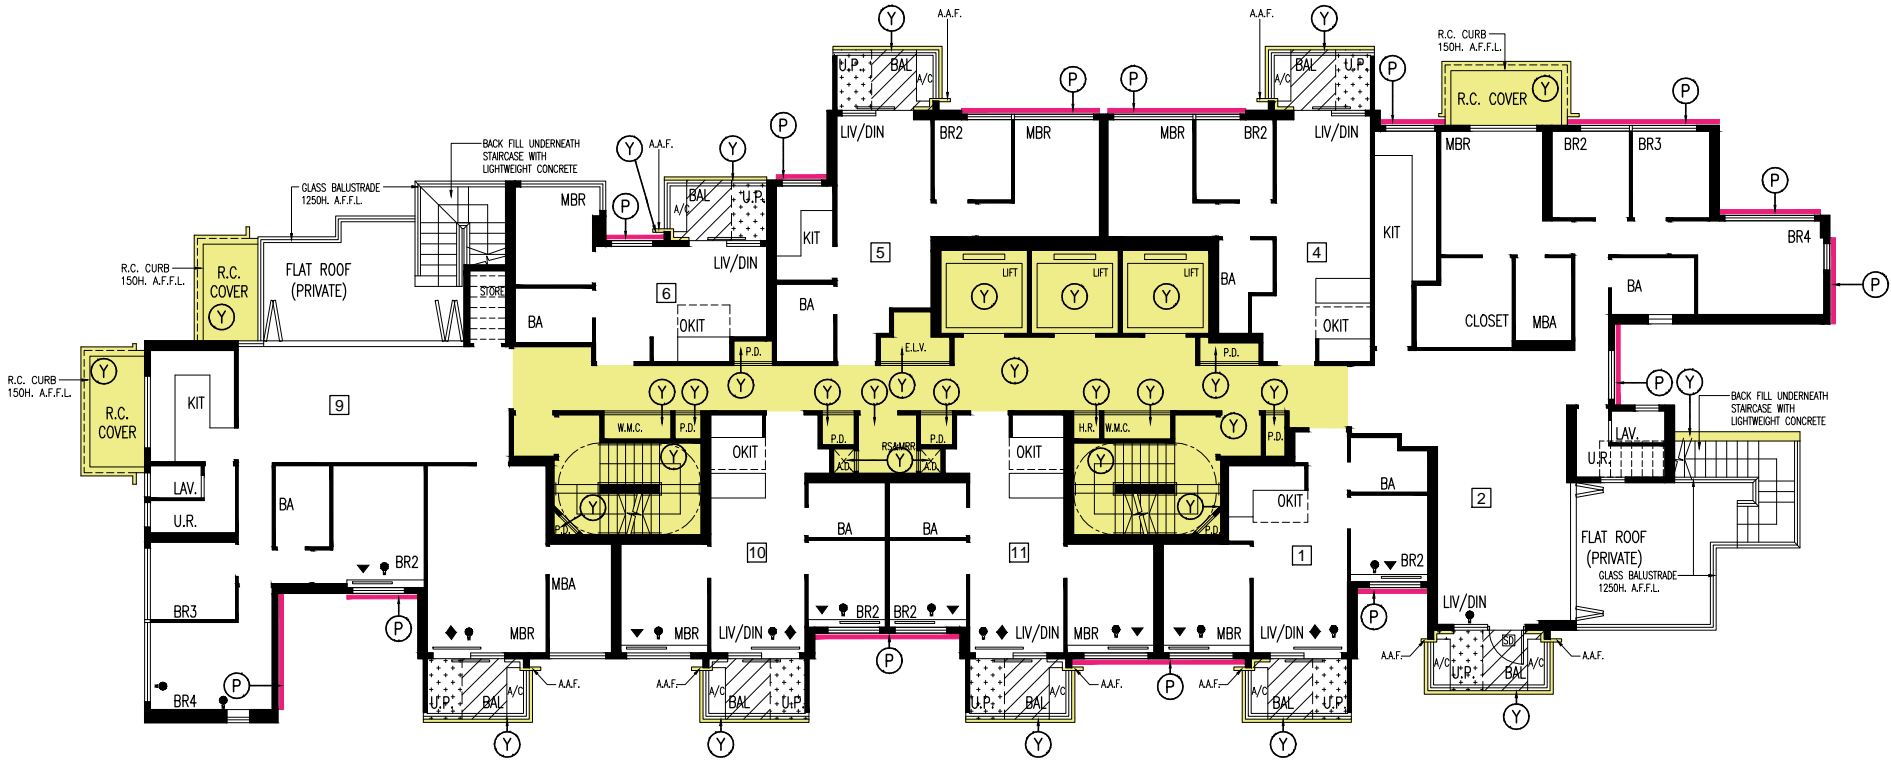 Y
A.A.F.
A.A.F.
Y
R.C. CURB
150H. A.F.F.L.
U.P.
BAL
A/C
P
P
A/C
BAL
U.P.
P
R.C. COVER
Y
P
LIV/DIN
BR2
MBR
MBR
BR2
LIV/DIN
MBR
BR2
BR3
P
BACK FILL UNDERNEATH
STAIRCASE WITH
LIGHTWEIGHT CONCRETE
Y
A.A.F.
Y
GLASS BALUSTRADE
1250H. A.F.F.L.
MBR
P
BAL
A/C
U.P.
P
KIT
5
4
KIT
BR4
R.C. CURB
150H. A.F.F.L.
R.C.
COVER
Y
FLAT ROOF
(PRIVATE)
STORE
LIV/DIN
6
BA
LIFT
LIFT
LIFT
Y
Y
Y
BA
BA
P
BA
OKIT
OKIT
CLOSET
MBA
P.D.
E.L.V.
P.D.
R.C. CURB
150H. A.F.F.L.
Y
R.C.
COVER
KIT
9
Y
Y
Y
Y
P
Y
BACK FILL UNDERNEATH
STAIRCASE WITH
LIGHTWEIGHT CONCRETE
Y
Y
Y
Y
Y
Y
Y
Y
W.M.C.
P.D.
P.D.
RS&MRR
P.D.
H.R.
W.M.C.
Y
P.D.
LAV.
U.R.
OKIT
Y
A.D.
Y
A.D.
OKIT
Y
LAV.
U.R.
BA
BA
OKIT
2
Y
P.D.
BA
BA
Y
P.D.
10
11
1
FLAT ROOF
(PRIVATE)
BR2
MBA
BR2
GLASS BALUSTRADE
1250H. A.F.F.L.
BR3
P
MBR
MBR
LIV/DIN
BR2
BR2
LIV/DIN
MBR
MBR
LIV/DIN
P
LIV/DIN
P
BR4
P
U.P.
BAL
A/C
A.A.F.
A.A.F.
A/C
BAL
U.P.
U.P.
BAL
A/C
A.A.F.
P
A.A.F.
A/C
BAL
U.P.
A.A.F.
A/C
U.P.
BAL
A/C
A.A.F.
Y
Y
Y
Y
Y